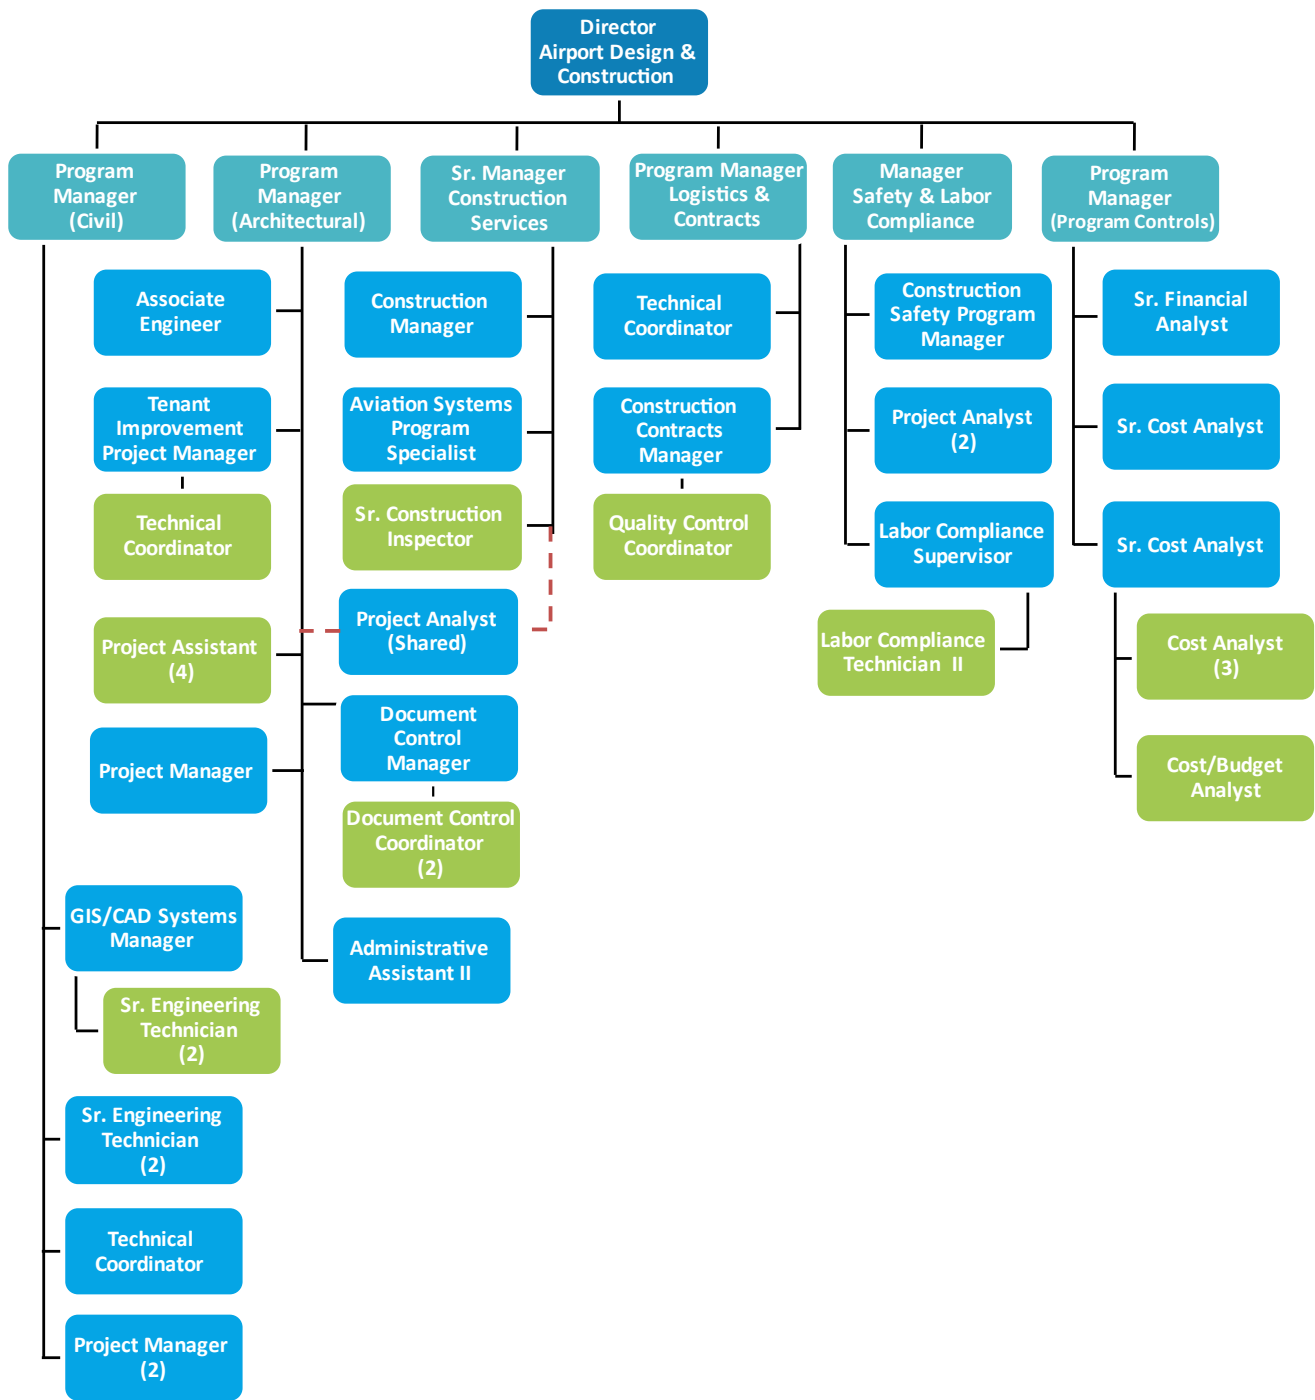 Director
Airport Design &
Construction
Program
Manager
(Civil)
Program
Manager
(Architectural)
Sr. Manager
Construction
Services
Program Manager
Logistics &
Contracts
Manager
Safety & Labor
Compliance
Program
Manager
(Program Controls)
Associate
Engineer
Construction
Manager
Technical
Coordinator
Construction
Safety Program
Manager
Sr. Financial
Analyst
Tenant
Improvement
Project Manager
Aviation Systems
Program
Specialist
Construction
Contracts
Manager
Project Analyst
(2)
Sr. Cost Analyst
Technical
Coordinator
Sr. Construction
Inspector
Quality Control
Coordinator
Labor Compliance
Supervisor
Sr. Cost Analyst
Project Assistant
(4)
Project Analyst
(Shared)
Labor Compliance
Technician II
Cost Analyst
(3)
Project Manager
Document
Control
Manager
Cost/Budget
Analyst
Document Control
Coordinator
(2)
GIS/CAD Systems
Manager
Administrative
Assistant II
Sr. Engineering
Technician
(2)
Sr. Engineering
Technician
(2)
Technical
Coordinator
Project Manager
(2)